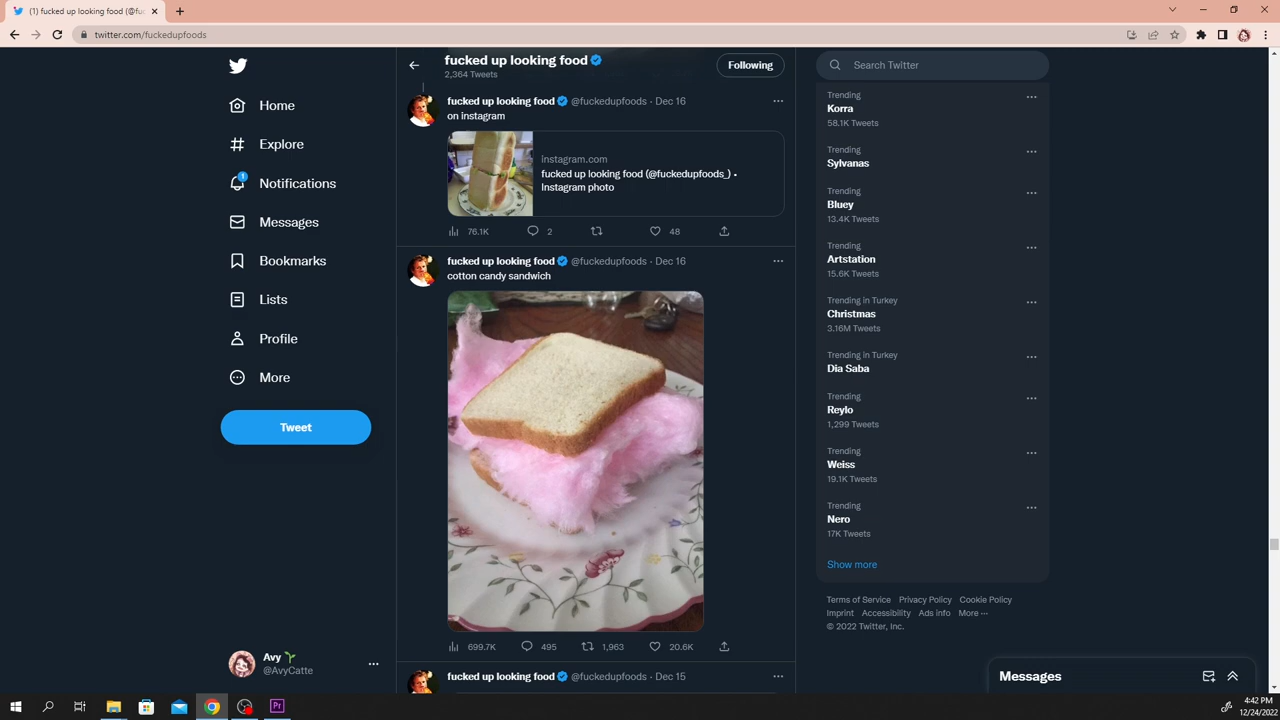 (1) fucked up looking food (@fuc
twitter.com/fuckedupfoods
Home
Explore
1
Notifications
Messages
Bookmarks
Lists
Profile
More
Tweet
Avy
@AvyCatte
fucked up looking food
2,364 Tweets
Following
fucked up looking food @fuckedupfoods · Dec 16
on instagram
instagram.com
fucked up looking food (@fuckedupfoods_) •
Instagram photo
76.1K 2 48
fucked up looking food @fuckedupfoods · Dec 16
cotton candy sandwich
699.7K 495 1,963 20.6K
fucked up looking food @fuckedupfoods · Dec 15
Search Twitter
Trending
Korra
58.1K Tweets
Trending
Sylvanas
Trending
Bluey
13.4K Tweets
Trending
Artstation
15.6K Tweets
Trending in Turkey
Christmas
3.16M Tweets
Trending in Turkey
Dia Saba
Trending
Reylo
1,299 Tweets
Trending
Weiss
19.1K Tweets
Trending
Nero
17K Tweets
Show more
Terms of Service Privacy Policy Cookie Policy
Imprint Accessibility Ads info More ...
© 2022 Twitter, Inc.
Messages
Pr
4:42 PM
12/24/2022